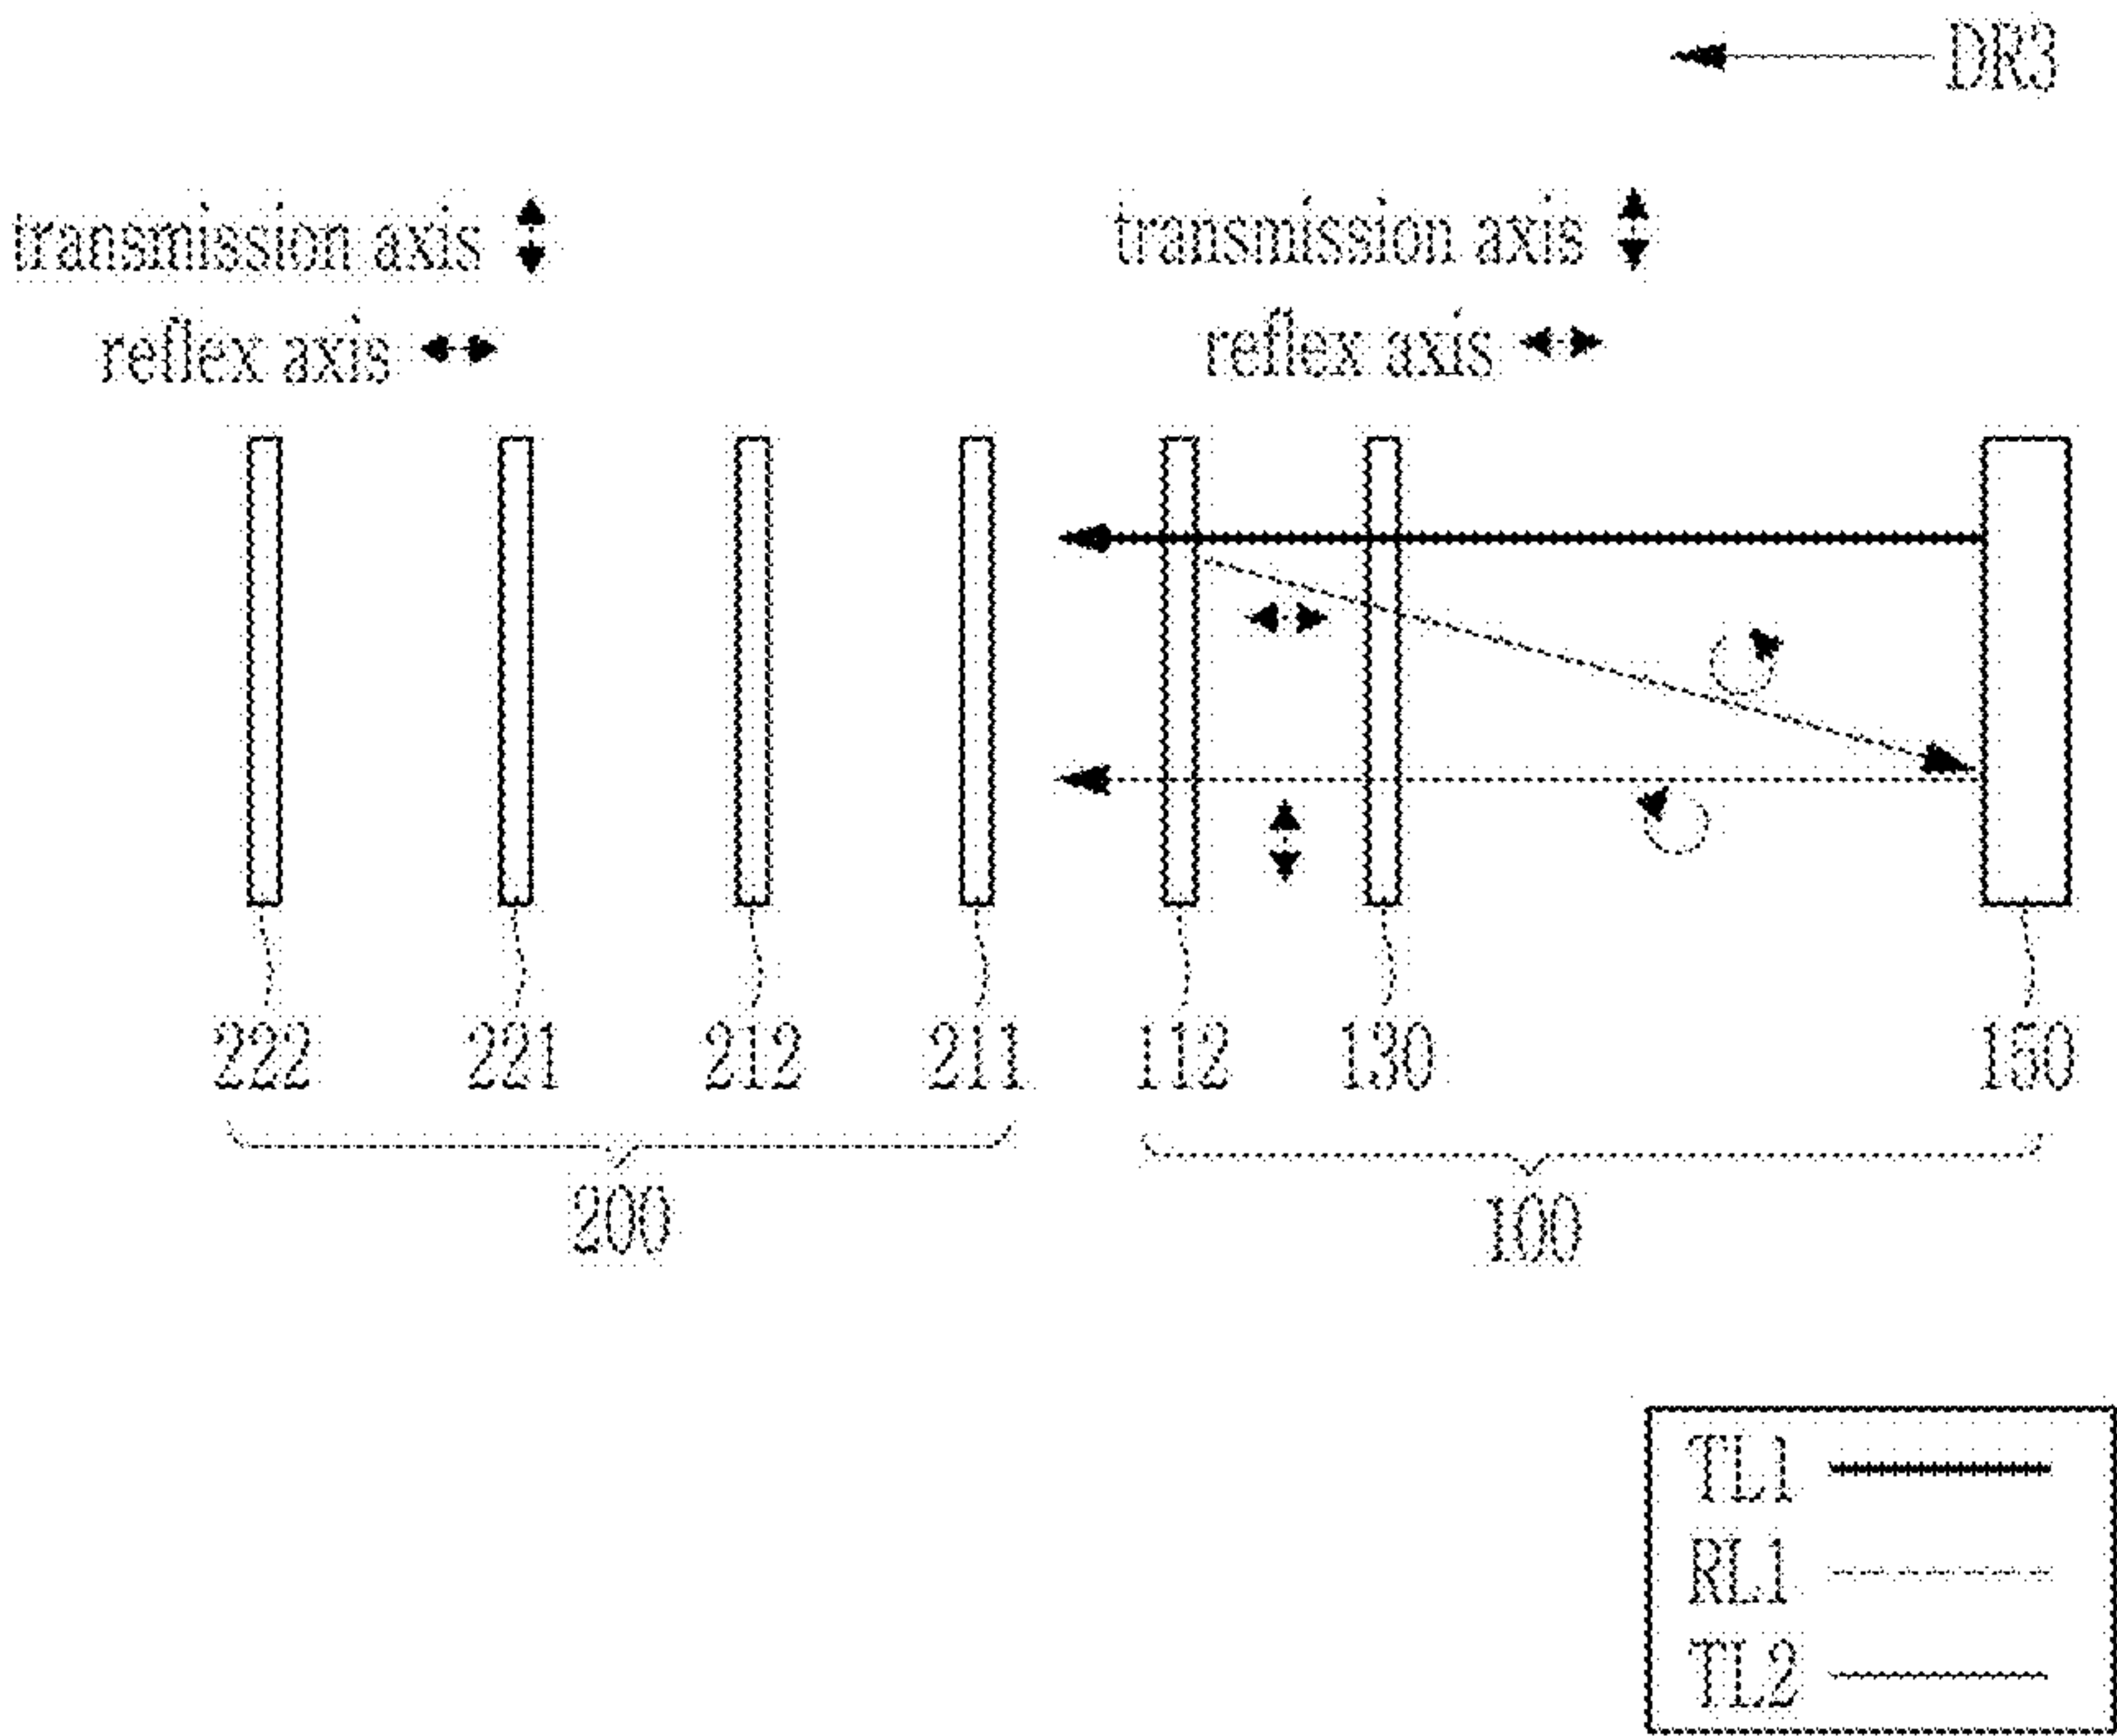 DR3
transmission axis
transmission axis
reflex axis
reflex axis
222
221
212
211
112
130
150
200
100
TL1
RL1
TL2